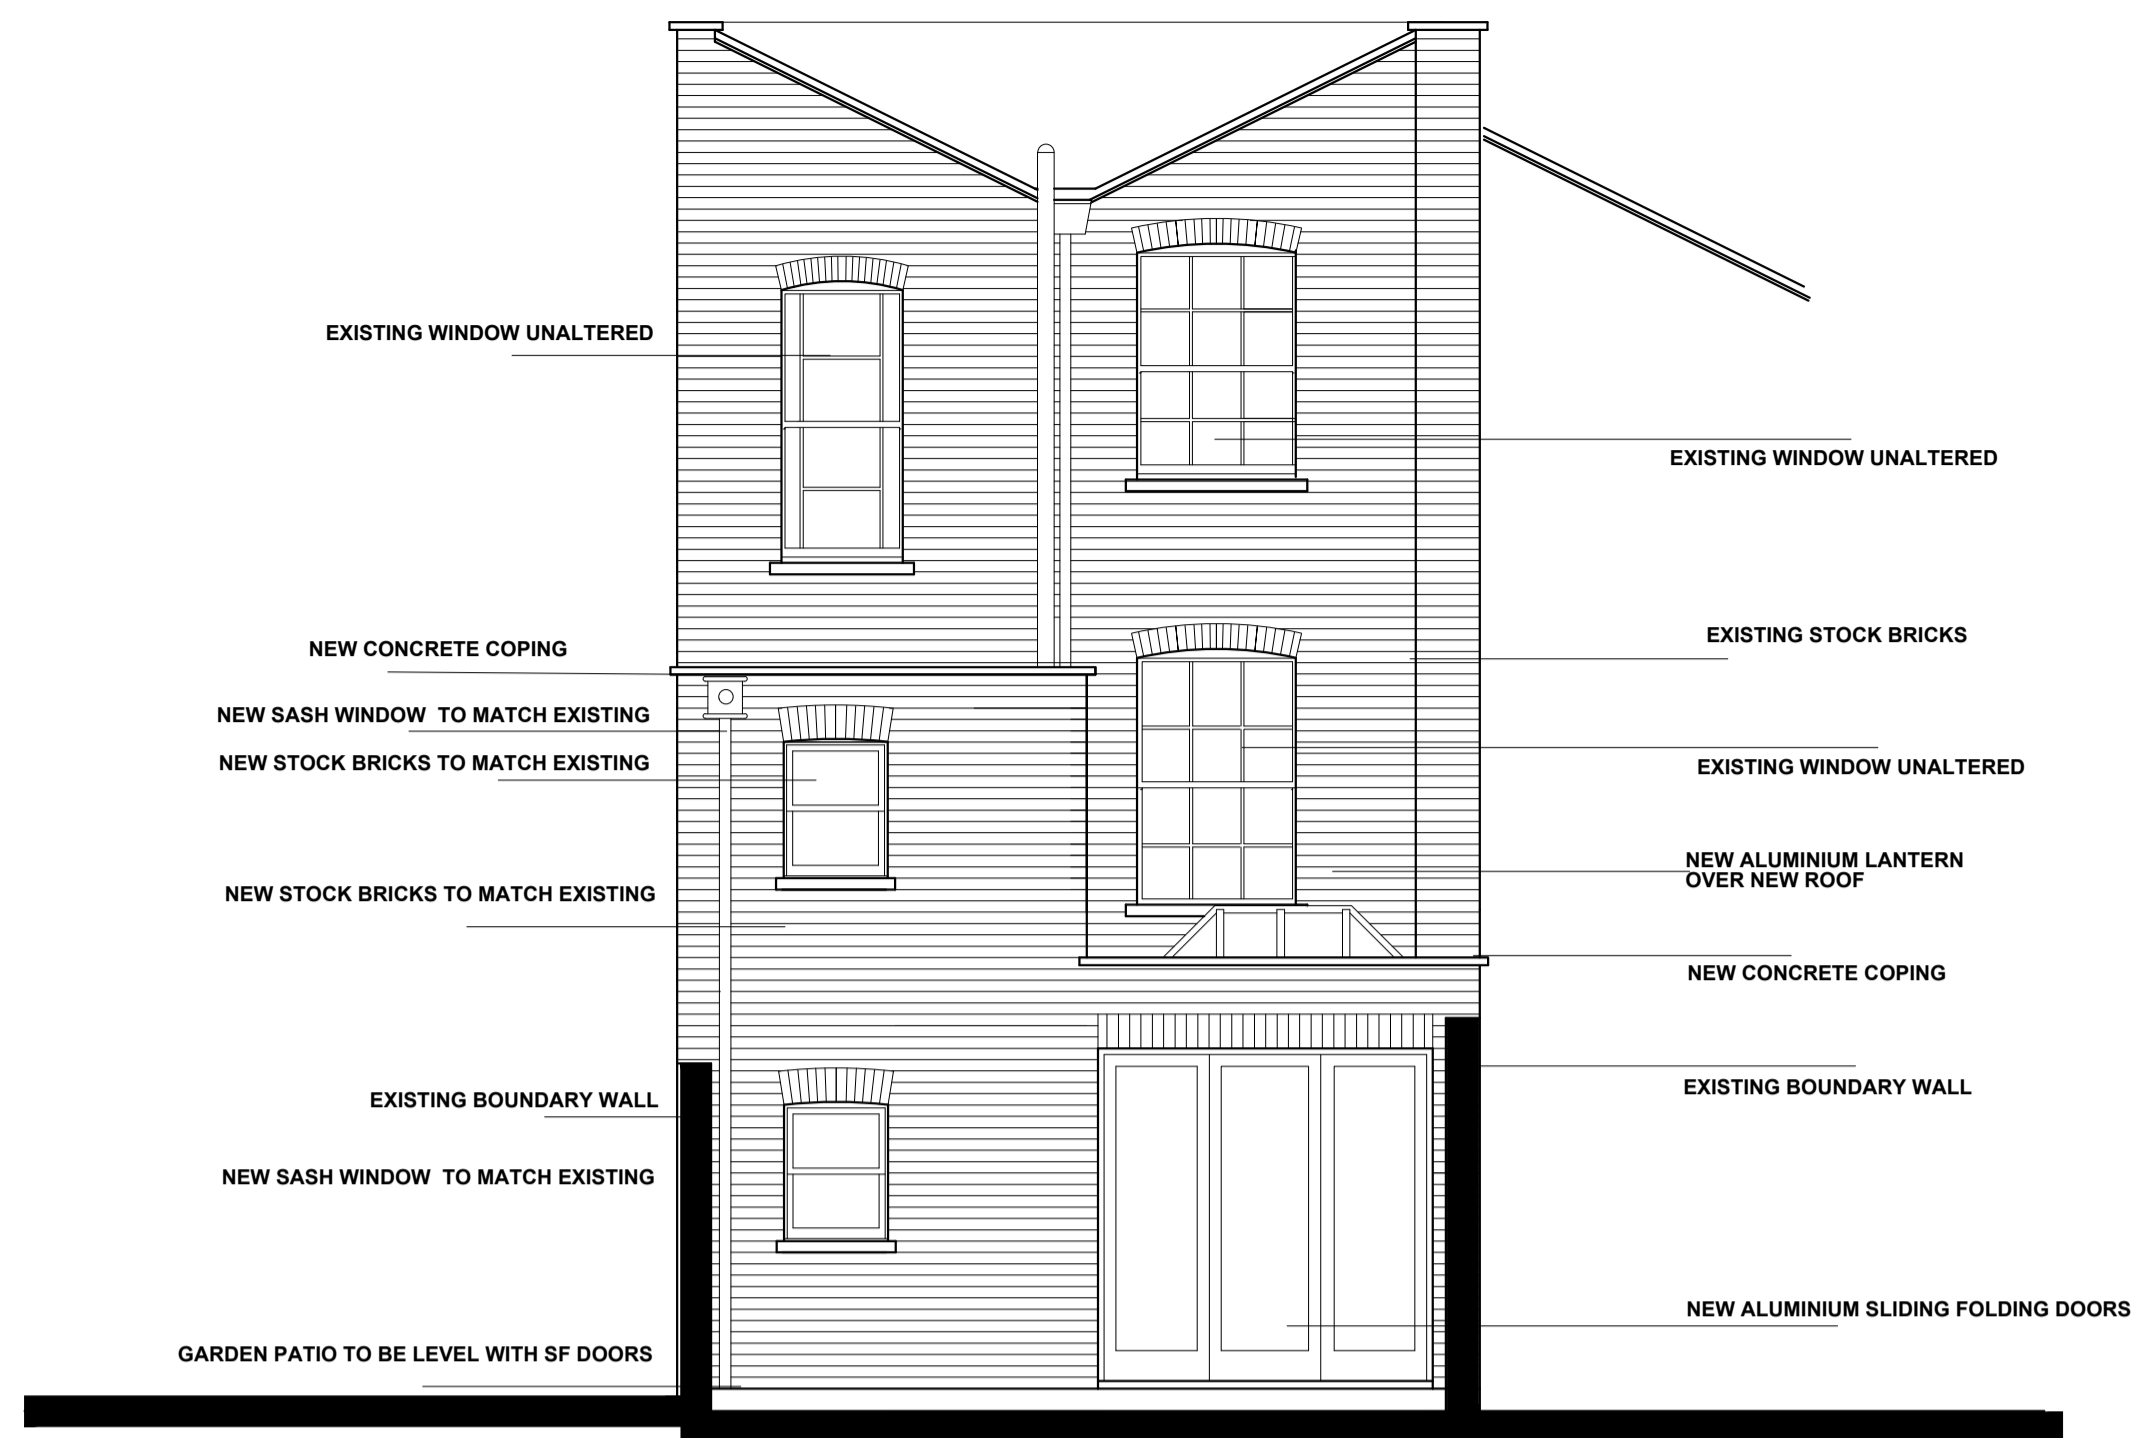 EXISTING WINDOW UNALTERED
EXISTING WINDOW UNALTERED
EXISTING STOCK BRICKS
NEW CONCRETE COPING
NEW SASH WINDOW  TO MATCH EXISTING
NEW STOCK BRICKS TO MATCH EXISTING
EXISTING WINDOW UNALTERED
NEW ALUMINIUM LANTERN
OVER NEW ROOF
NEW STOCK BRICKS TO MATCH EXISTING
NEW CONCRETE COPING
EXISTING BOUNDARY WALL
EXISTING BOUNDARY WALL
NEW SASH WINDOW  TO MATCH EXISTING
NEW ALUMINIUM SLIDING FOLDING DOORS
GARDEN PATIO TO BE LEVEL WITH SF DOORS